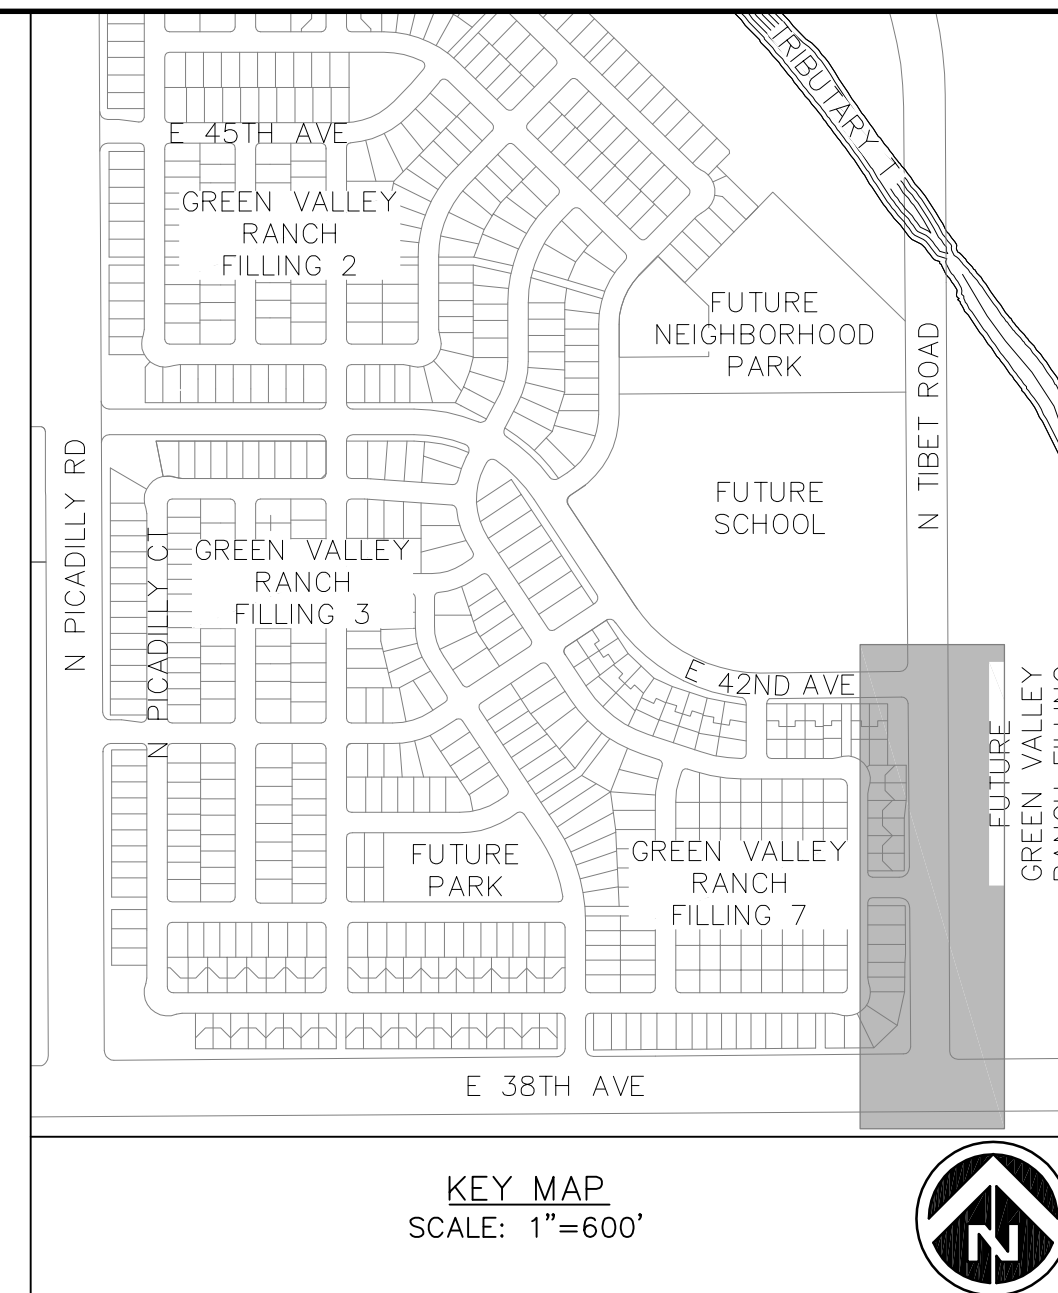 TRIBUTARY T
E 45TH AVE
GREEN VALLEY
RANCH
FILLING 2
FUTURE
NEIGHBORHOOD
PARK
N TIBET ROAD
N PICADILLY RD
FUTURE
SCHOOL
N PICADILLY CT
GREEN VALLEY
RANCH
FILLING 3
E 42ND AVE
FUTURE
GREEN VALLEY
RANCH FILLING
FUTURE
PARK
GREEN VALLEY
RANCH
FILLING 7
E 38TH AVE
KEY MAP
SCALE: 1"=600'
N